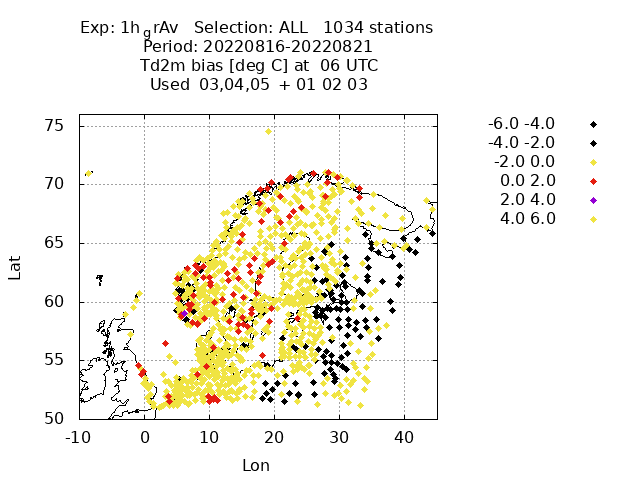 Exp: 1h grAv Selection: ALL 1034 stations
Period: 20220816-20220821
Td2m bias [deg C] at 06 UTC
Used 03,04,05 + 01 02 03
-6.0 -4.0
-4.0 -2.0
-2.0 0.0
0.0 2.0
2.0 4.0
4.0 6.0
75
70
65
60
55
50
Lat
-10 0 10 20 30 40
Lon